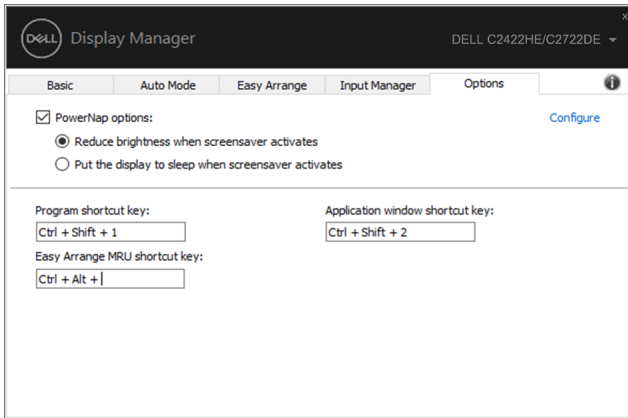 DELL Display Manager DELL C2422HE/C2722DE x
Basic Auto Mode Easy Arrange Input Manager Options i
PowerNap options: Configure
Reduce brightness when screensaver activates
Put the display to sleep when screensaver activates
Program shortcut key: Application window shortcut key:
Ctrl + Shift + 1 Ctrl + Shift + 2
Easy Arrange MRU shortcut key:
Ctrl + Alt +